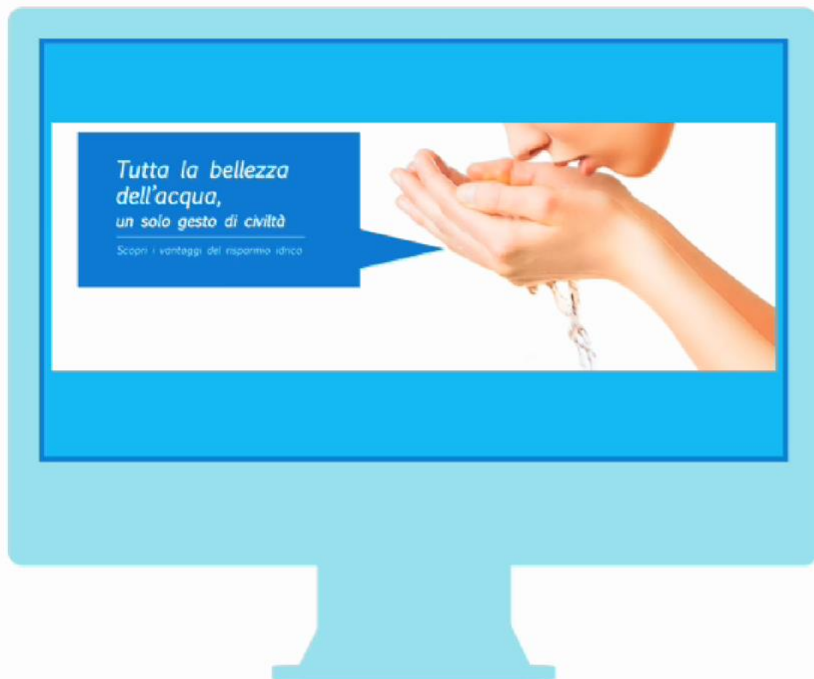 Tutta la bellezza
dell'acqua,
un solo gesto di civiltà
Scopri i vantaggi del risparmio idrico